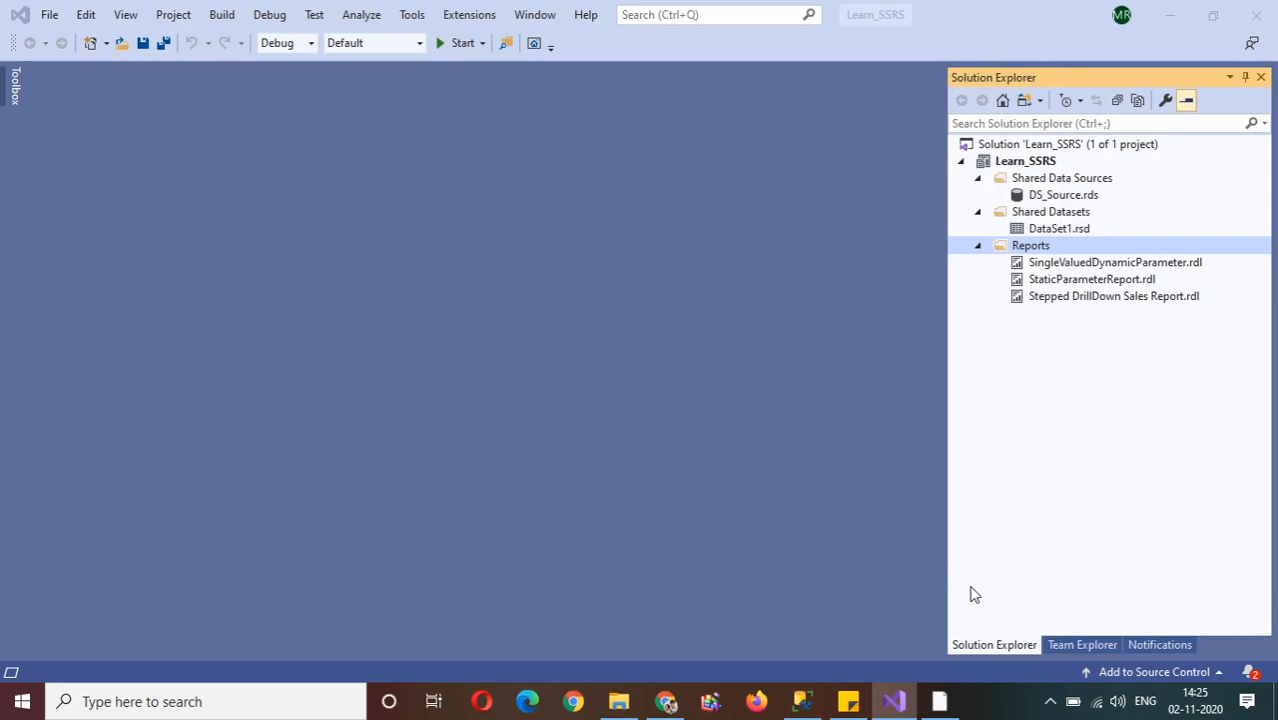 File Edit View Project Build Debug Test Analyze Tools Extensions Window Help Search (Ctrl+Q) Learn_SSRS MR
Debug Default Start
Toolbox
Solution Explorer
Search Solution Explorer (Ctrl+;)
Solution 'Learn_SSRS' (1 of 1 project)
Learn_SSRS
Shared Data Sources
DS_Source.rds
Shared Datasets
DataSet1.rsd
Reports
SingleValuedDynamicParameter.rdl
StaticParameterReport.rdl
Stepped DrillDown Sales Report.rdl
Solution Explorer Team Explorer Notifications
Add to Source Control 2
Type here to search ENG 14:25
02-11-2020